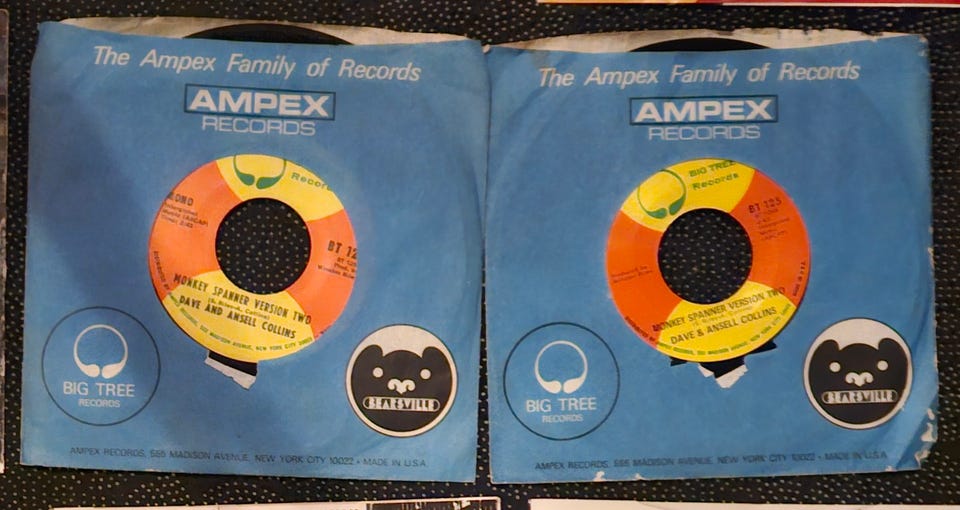 The Ampex Family of Records
AMPEX
RECORDS
Records
MONO
BT 12
MONKEY SPANNER VERSION TWO
DAVE AND ANSELL COLLINS
BIG TREE
RECORDS
BEARSVILLE
AMPEX RECORDS, 555 MADISON AVENUE, NEW YORK CITY 10022 • MADE IN U.S.A.
The Ampex Family of Records
AMPEX
RECORDS
BIG TREE
Records
BT 125
MONKEY SPANNER VERSION TWO
DAVE & ANSELL COLLINS
BIG TREE
RECORDS
BEARSVILLE
AMPEX RECORDS, 555 MADISON AVENUE, NEW YORK CITY 10022 • MADE IN U.S.A.